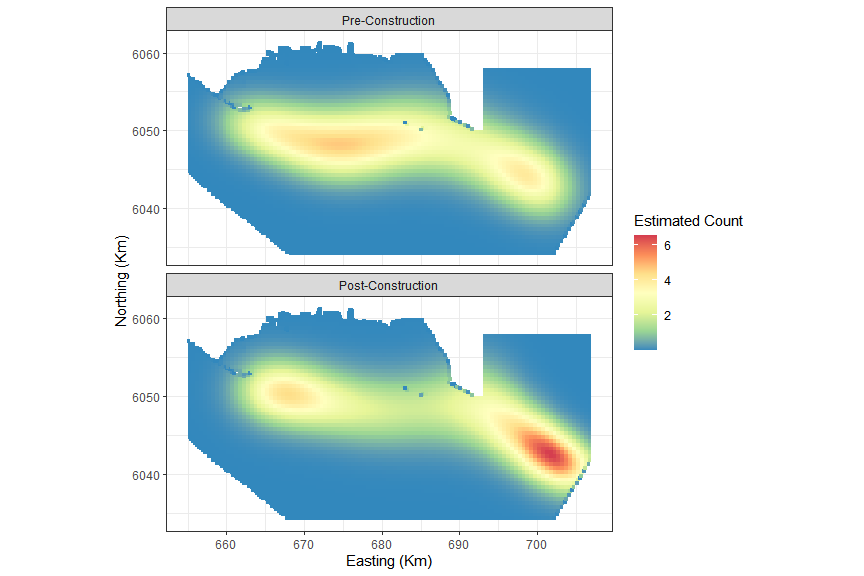 Pre-Construction
6060
6050
6040
Post-Construction
6060
6050
6040
660 670 680 690 700
Easting (Km)
Northing (Km)
Estimated Count
6
4
2